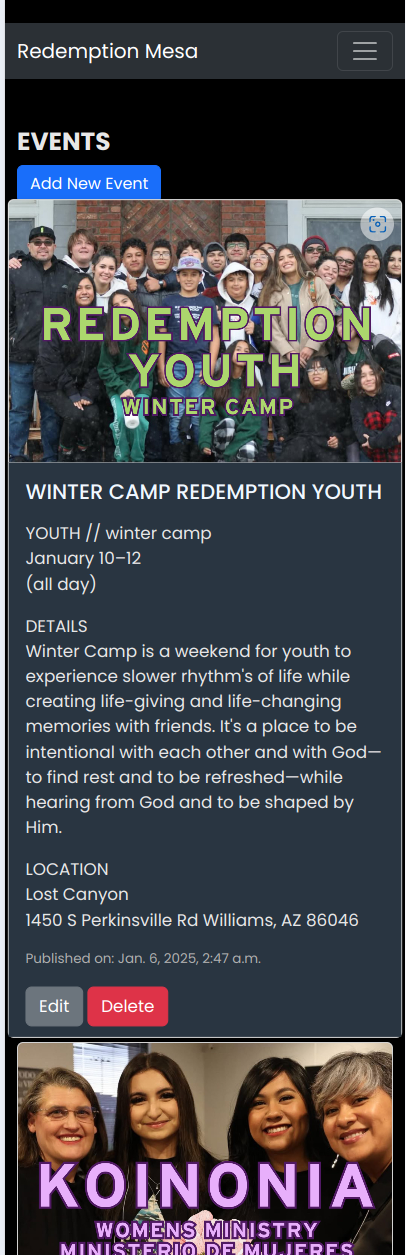 Redemption Mesa
EVENTS
Add New Event
REDEMPTION
YOUTH
WINTER CAMP
WINTER CAMP REDEMPTION YOUTH
YOUTH // winter camp
January 10–12
(all day)
DETAILS
Winter Camp is a weekend for youth to
experience slower rhythm's of life while
creating life-giving and life-changing
memories with friends. It's a place to be
intentional with each other and with God—
to find rest and to be refreshed—while
hearing from God and to be shaped by
Him.
LOCATION
Lost Canyon
1450 S Perkinsville Rd Williams, AZ 86046
Published on: Jan. 6, 2025, 2:47 a.m.
Edit Delete
KOINONIA
WOMENS MINISTRY
MINISTERIO DE MUJERES